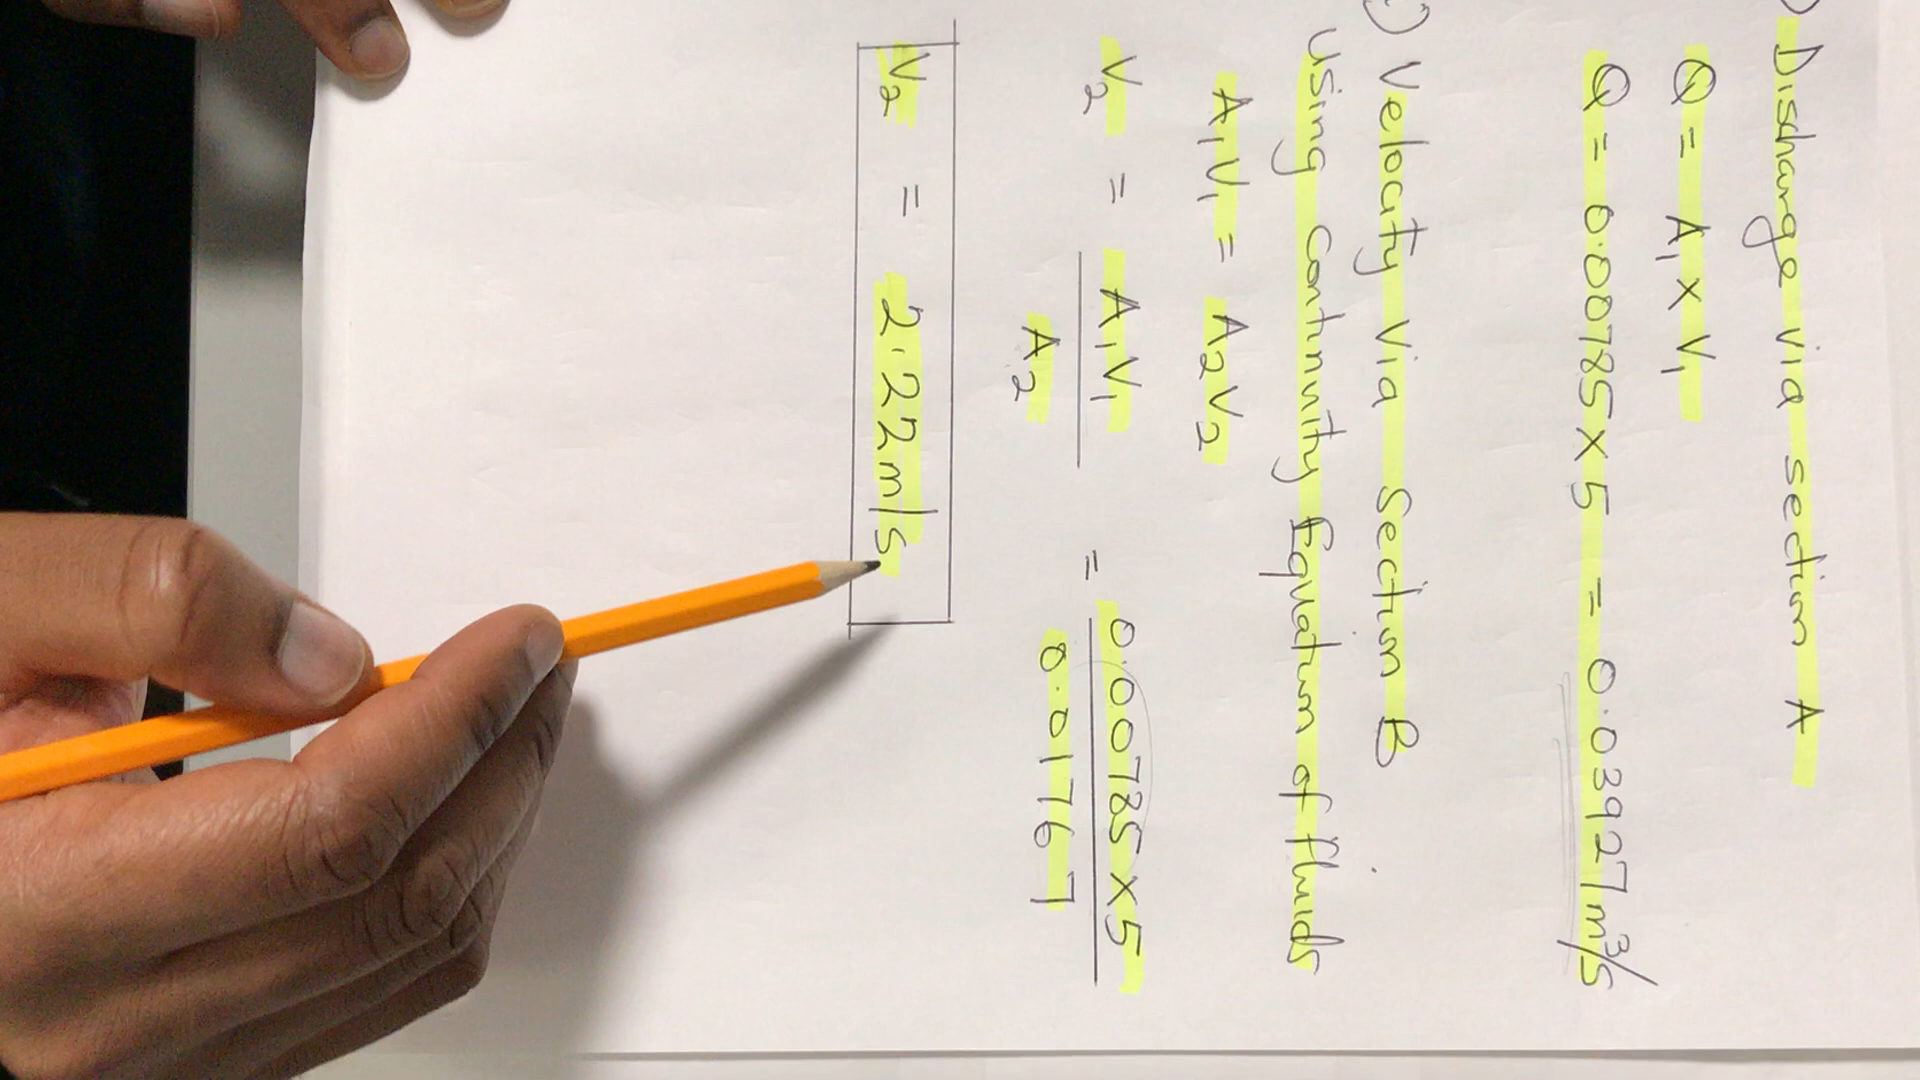 ) Discharge via section A
Q = A₁ x V₁
Q = 0.00785 x 5 = 0.03927 m³/s
c) Velocity Via Section B
Using Continuity Equation of fluids
A₁V₁ = A₂V₂
V₂ = A₁V₁ / A₂ = 0.00785 x 5 / 0.01767
V₂ = 2.22 m/s